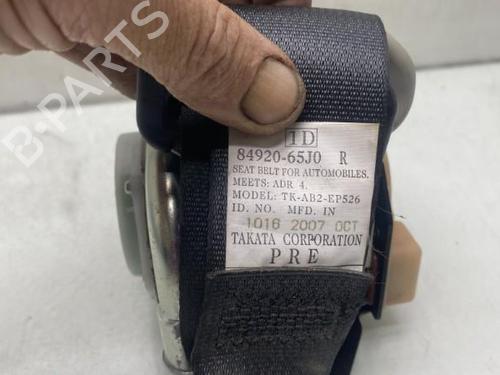 1D
84920-65J0 R
SEAT BELT FOR AUTOMOBILES.
MEETS: ADR 4.
MODEL: TK-AB2-EP526
ID. NO. MFD. IN
1016 2007 OCT
TAKATA CORPORATION
PRE
B-PARTS